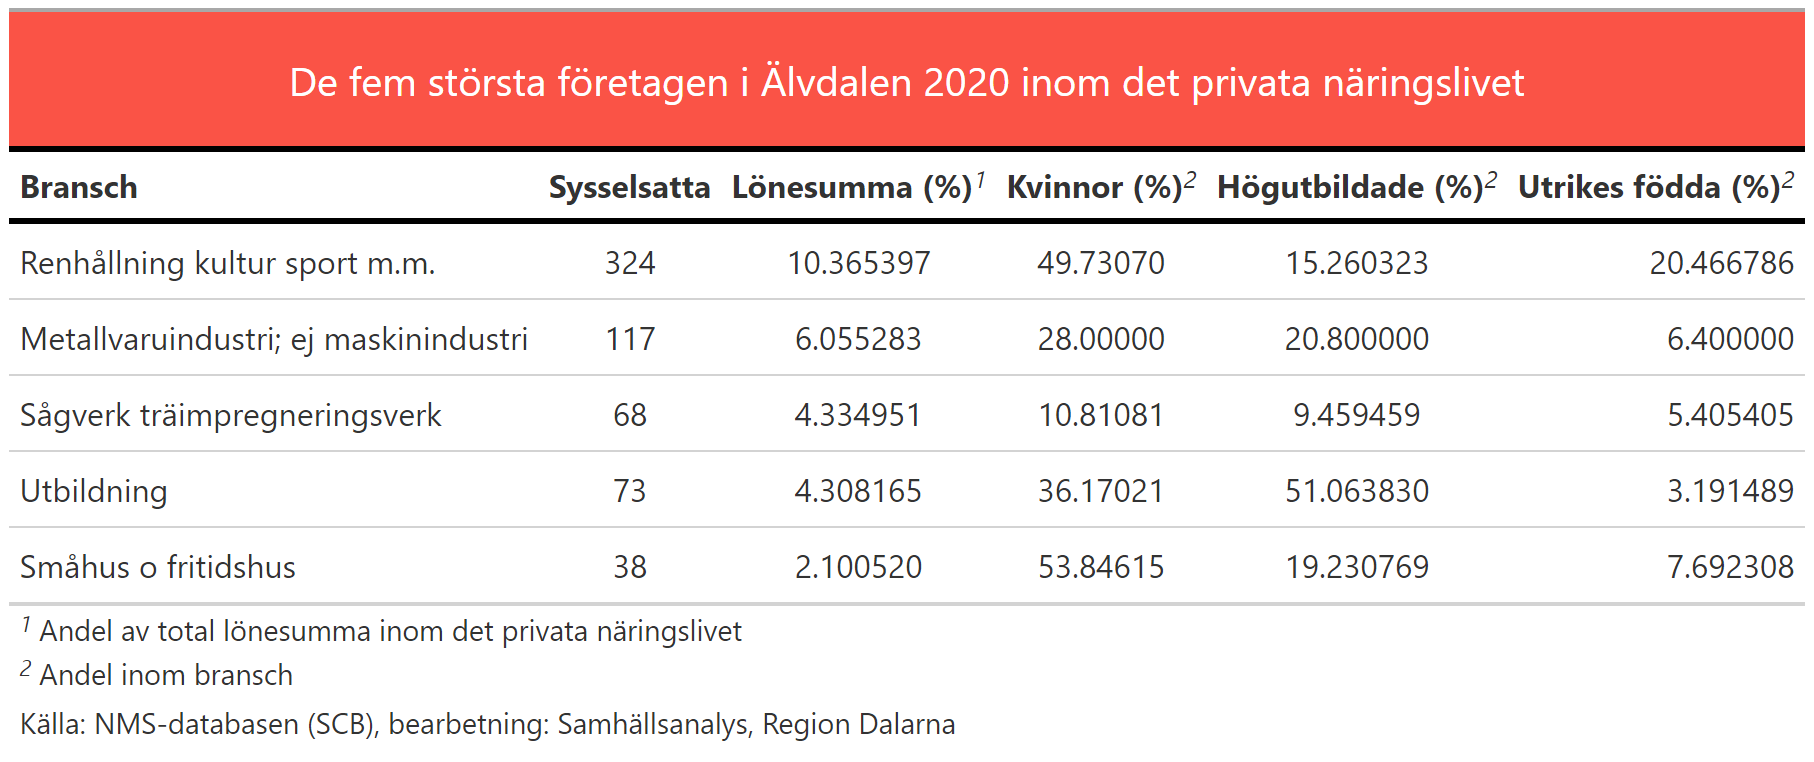 De fem största företagen i Älvdalen 2020 inom det privata näringslivet
Bransch Sysselsatta Lönesumma (%)1 Kvinnor (%)2 Högutbildade (%)2 Utrikes födda (%)2
Renhållning kultur sport m.m. 324 10.365397 49.73070 15.260323 20.466786
Metallvaruindustri; ej maskinindustri 117 6.055283 28.00000 20.800000 6.400000
Sågverk träimpregneringsverk 68 4.334951 10.81081 9.459459 5.405405
Utbildning 73 4.308165 36.17021 51.063830 3.191489
Småhus o fritidshus 38 2.100520 53.84615 19.230769 7.692308
1 Andel av total lönesumma inom det privata näringslivet
2 Andel inom bransch
Källa: NMS-databasen (SCB), bearbetning: Samhällsanalys, Region Dalarna